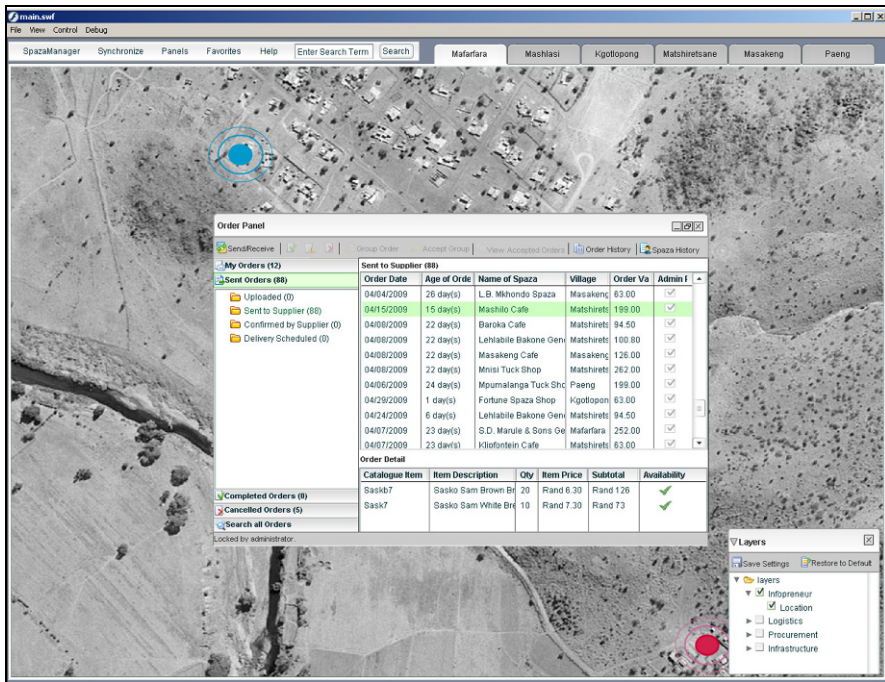 main.swf
File View Control Debug
SpazaManager Synchronize Panels Favorites Help Enter Search Term Search Mafarfara Mashlasi Kgotlopong Matshiretsane Masakeng Paeng
Order Panel
Send/Receive Group Order Accept Group View Accepted Orders Order History Spaza History
My Orders (12)
Sent Orders (88)
Uploaded (0)
Sent to Supplier (88)
Confirmed by Supplier (0)
Delivery Scheduled (0)
Completed Orders (0)
Cancelled Orders (5)
Search all Orders
Locked by administrator.
Sent to Supplier (88)
Order Date Age of Orde Name of Spaza Village Order Va Admin F
04/04/2009 26 day(s) L.B. Mkhondo Spaza Masakeng 63.00
04/15/2009 15 day(s) Mashilo Cafe Matshirets 199.00
04/08/2009 22 day(s) Baroka Cafe Matshirets 94.50
04/08/2009 22 day(s) Lehlabile Bakone Gen Matshirets 100.80
04/08/2009 22 day(s) Masakeng Cafe Masakeng 126.00
04/08/2009 22 day(s) Mnisi Tuck Shop Matshirets 262.00
04/06/2009 24 day(s) Mpumalanga Tuck Sho Paeng 199.00
04/29/2009 1 day(s) Fortune Spaza Shop Kgotlopon 63.00
04/24/2009 6 day(s) Lehlabile Bakone Gen Matshirets 94.50
04/07/2009 23 day(s) S.D. Marule & Sons Ge Mafarfara 252.00
04/07/2009 23 day(s) Klipfontein Cafe Matshirets 63.00
Order Detail
Catalogue Item Item Description Qty Item Price Subtotal Availability
Saskb7 Sasko Sam Brown Br 20 Rand 6.30 Rand 126
Sask7 Sasko Sam White Bre 10 Rand 7.30 Rand 73
Layers
Save Settings Restore to Default
layers
Infopreneur
Location
Logistics
Procurement
Infrastructure